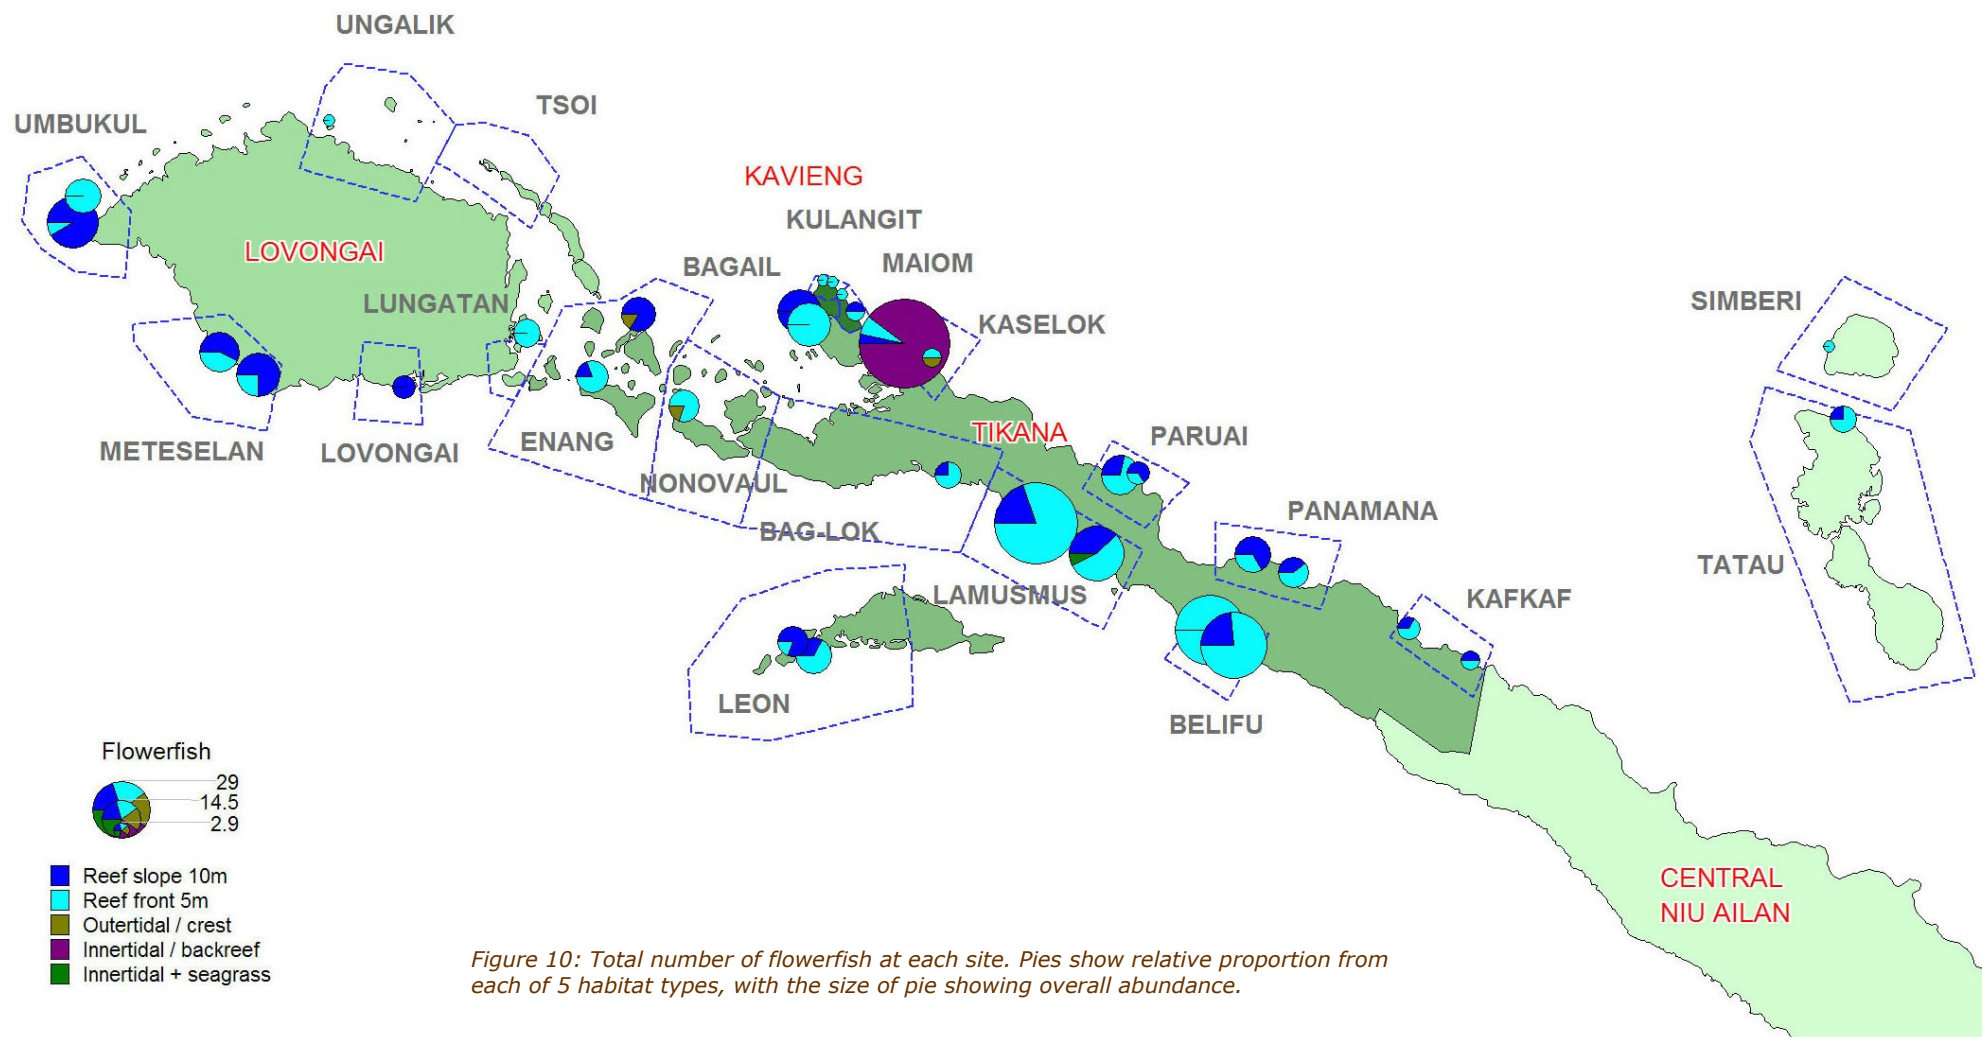 UNGALIK
TSOI
UMBUKUL
KAVIENG
KULANGIT
LOVONGAI
BAGAIL
MAIOM
LUNGATAN
SIMBERI
KASELOK
METESELAN
LOVONGAI
ENANG
TIKANA
PARUAI
NONOVAUL
PANAMANA
BAG-LOK
TATAU
LAMUSMUS
KAFKAF
LEON
BELIFU
Flowerfish
29
14.5
2.9
Reef slope 10m
Reef front 5m
Outertidal / crest
Innertidal / backreef
Innertidal + seagrass
CENTRAL
NIU AILAN
Figure 10: Total number of flowerfish at each site. Pies show relative proportion from
each of 5 habitat types, with the size of pie showing overall abundance.